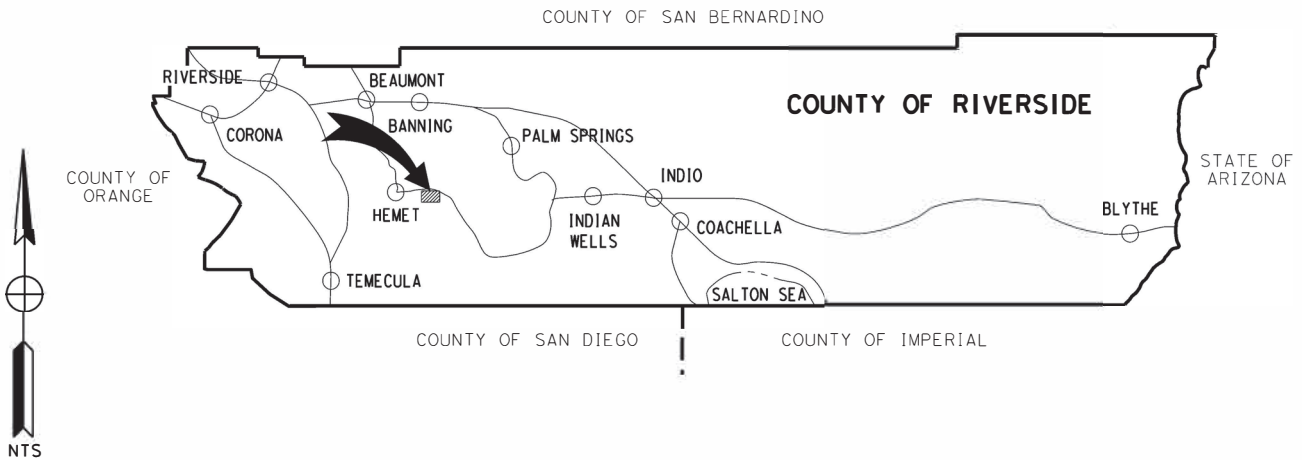 COUNTY OF SAN BERNARDINO
RIVERSIDE
BEAUMONT
COUNTY OF RIVERSIDE
CORONA
BANNING
PALM SPRINGS
STATE OF
ARIZONA
COUNTY OF
ORANGE
INDIO
HEMET
INDIAN
WELLS
COACHELLA
BLYTHE
TEMECULA
SALTON SEA
COUNTY OF SAN DIEGO
COUNTY OF IMPERIAL
NTS